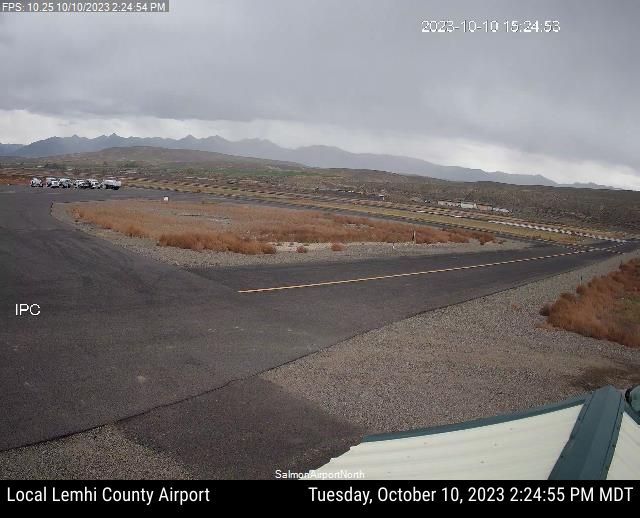 FPS: 10.25 10/10/2023 2:24:54 PM
2023-10-10 15:24:53
IPC
SalmonAirportNorth
Local Lemhi County Airport
Tuesday, October 10, 2023 2:24:55 PM MDT